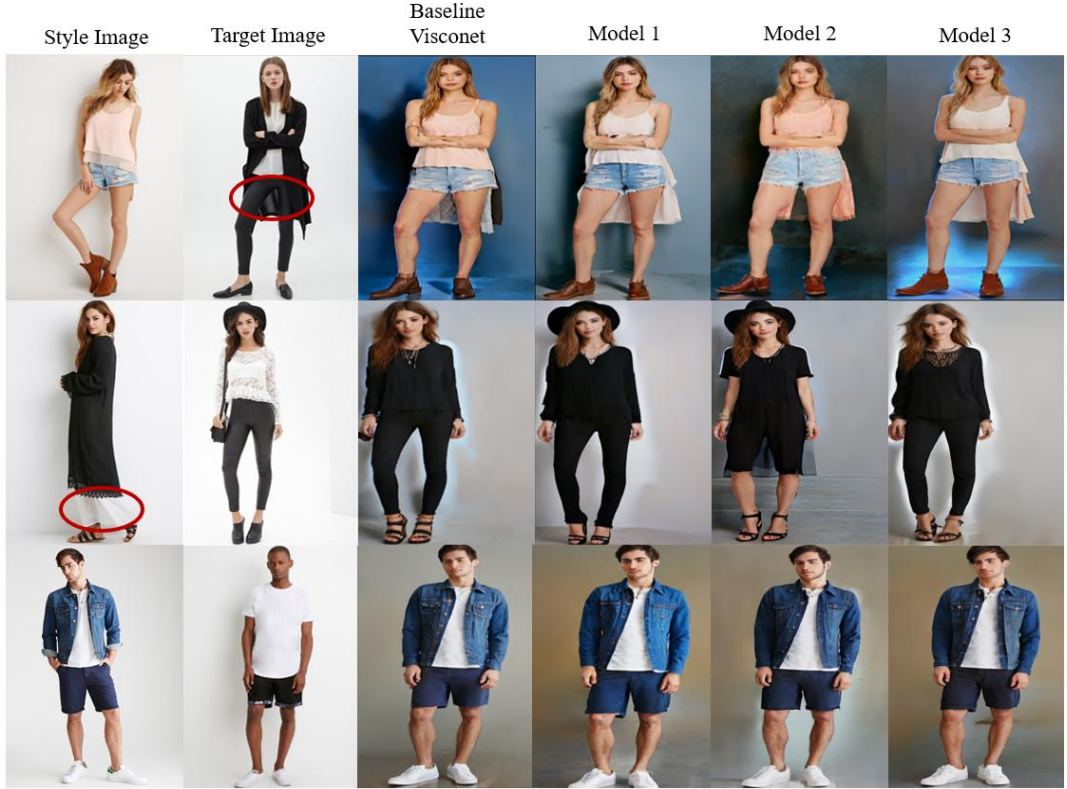 Style Image
Target Image
Baseline
Visconet
Model 1
Model 2
Model 3